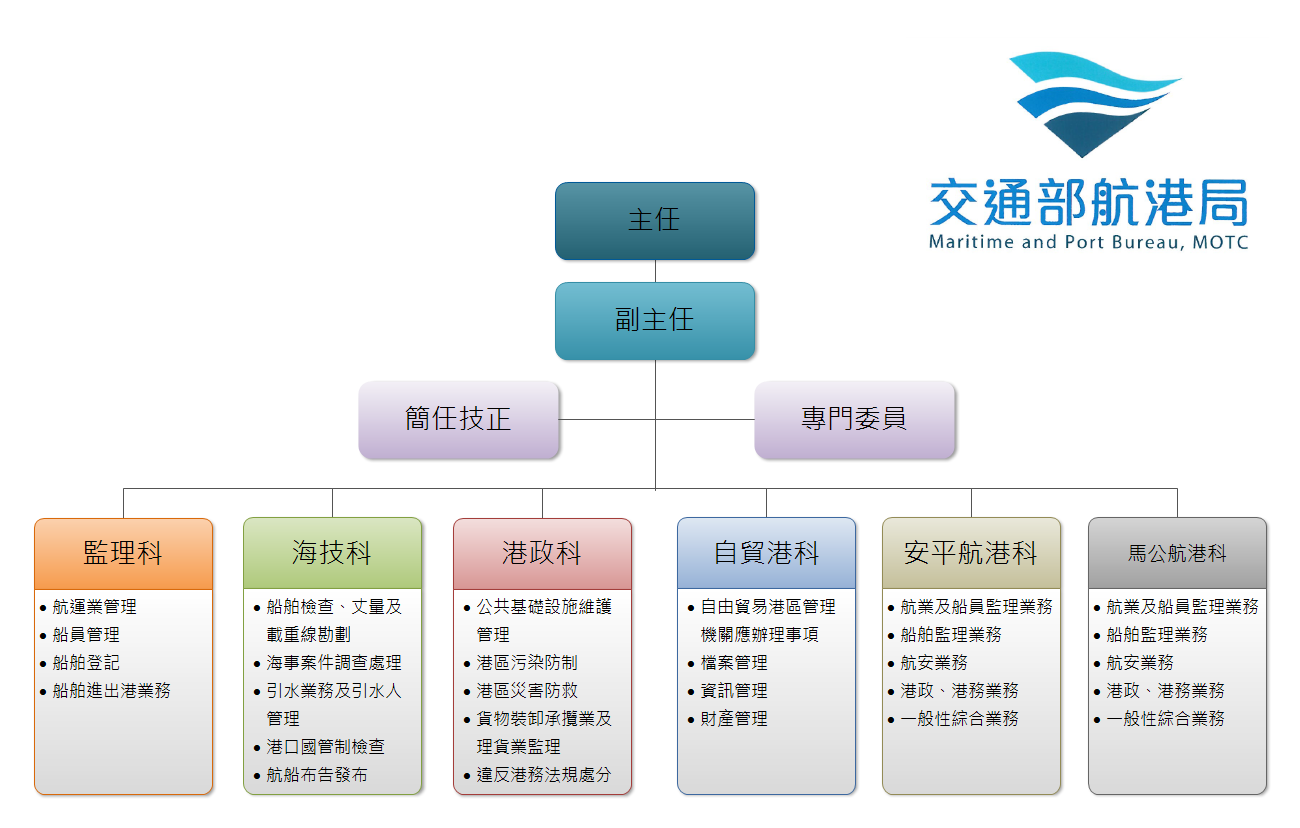 交通部航港局
Maritime and Port Bureau, MOTC
主任
副主任
簡任技正
專門委員
監理科
● 航運業管理
● 船員管理
● 船舶登記
● 船舶進出港業務
海技科
● 船舶檢查、丈量及
載重線勘劃
● 海事案件調查處理
● 引水業務及引水人
管理
● 港口國管制檢查
● 航船布告發布
港政科
● 公共基礎設施維護
管理
● 港區污染防制
● 港區災害防救
● 貨物裝卸承攬業及
理貨業監理
● 違反港務法規處分
自貿港科
● 自由貿易港區管理
機關應辦理事項
● 檔案管理
● 資訊管理
● 財產管理
安平航港科
● 航業及船員監理業務
● 船舶監理業務
● 航安業務
● 港政、港務業務
● 一般性綜合業務
馬公航港科
● 航業及船員監理業務
● 船舶監理業務
● 航安業務
● 港政、港務業務
● 一般性綜合業務